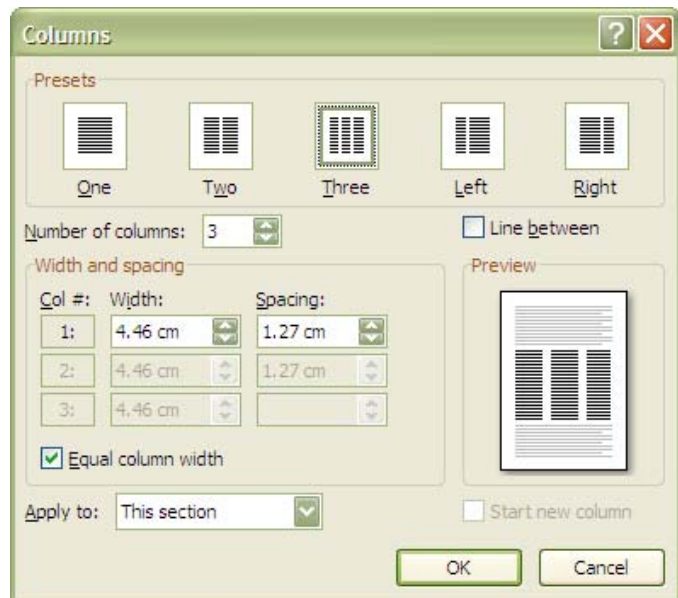 Columns
Presets
One Two Three Left Right
Number of columns: 3
Line between
Width and spacing
Preview
Col #: Width: Spacing:
1: 4.46 cm 1.27 cm
2: 4.46 cm 1.27 cm
3: 4.46 cm
Equal column width
Apply to: This section
Start new column
OK Cancel